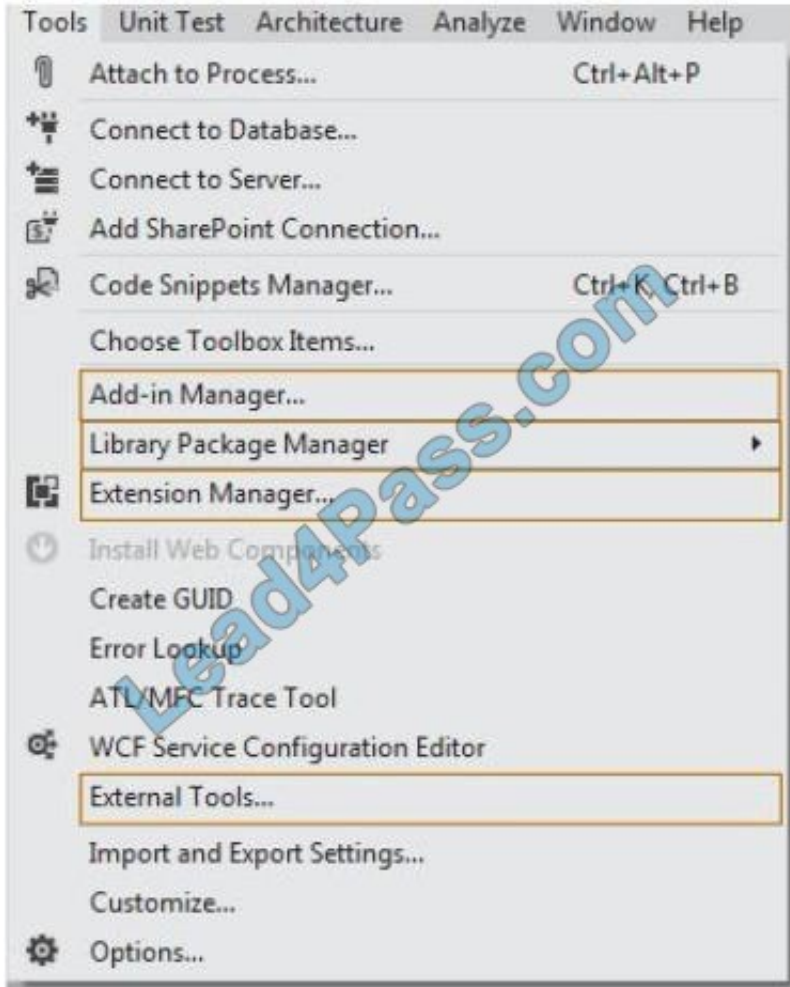 Tools Unit Test Architecture Analyze Window Help
Attach to Process... Ctrl+Alt+P
Connect to Database...
Connect to Server...
Add SharePoint Connection...
Code Snippets Manager... Ctrl+K, Ctrl+B
Choose Toolbox Items...
Add-in Manager...
Library Package Manager
Extension Manager...
Install Web Components
Create GUID
Error Lookup
ATL/MFC Trace Tool
WCF Service Configuration Editor
External Tools...
Import and Export Settings...
Customize...
Options...
Lead4Pass.com